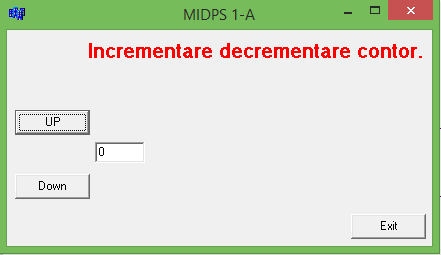 MIDPS 1-A
Incrementare decrementare contor.
UP
0
Down
Exit